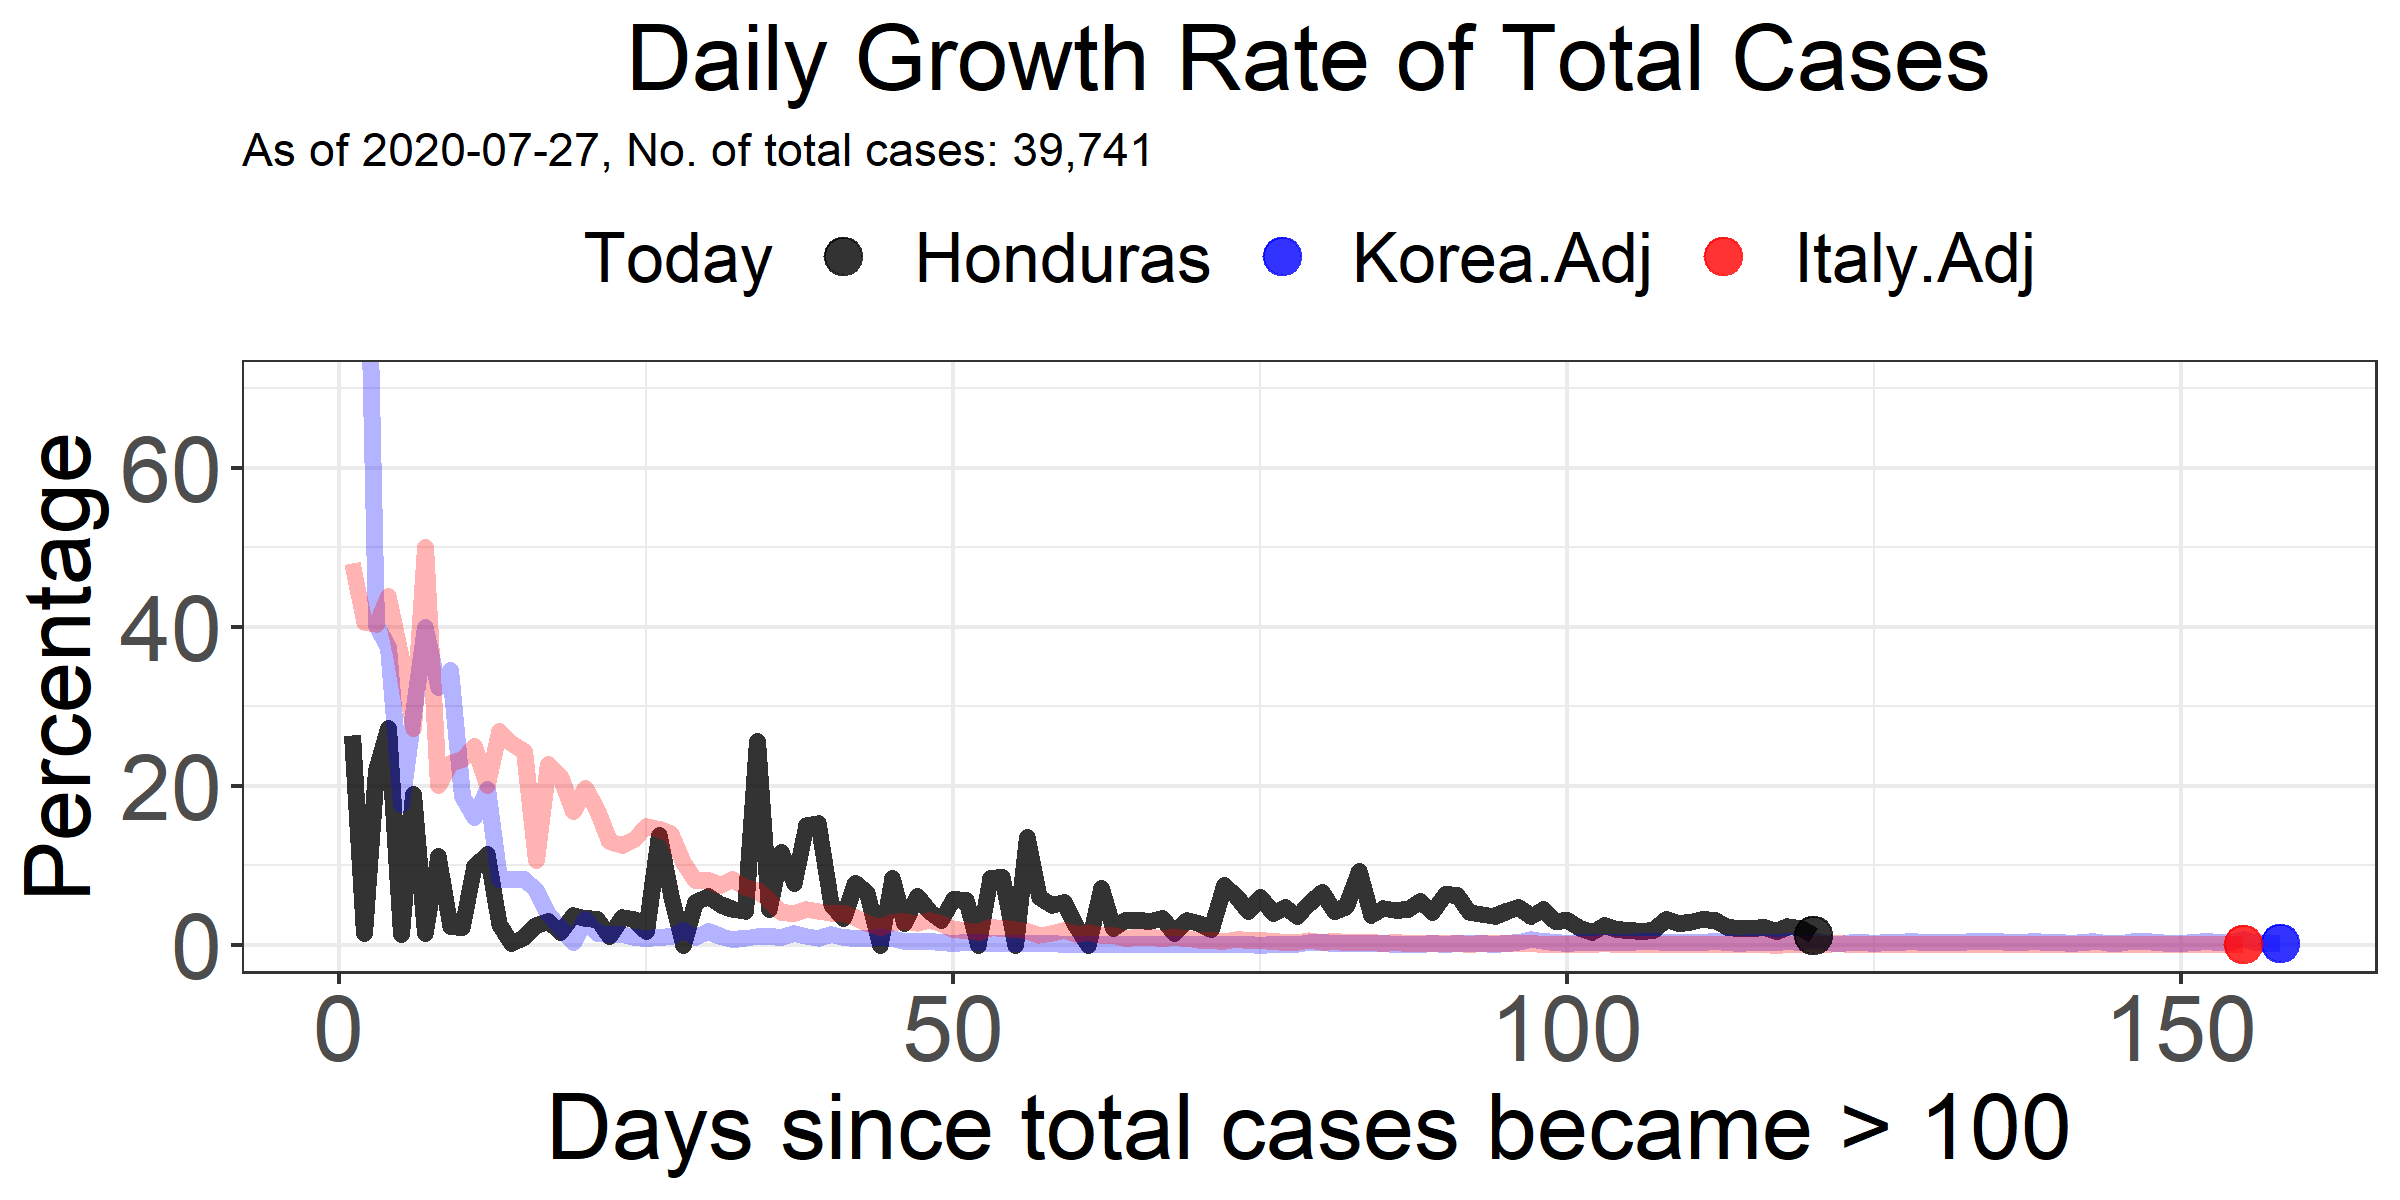 Daily Growth Rate of Total Cases
As of 2020-07-27, No. of total cases: 39,741
Today Honduras Korea.Adj Italy.Adj
Percentage
60
40
20
0
0 50 100 150
Days since total cases became > 100